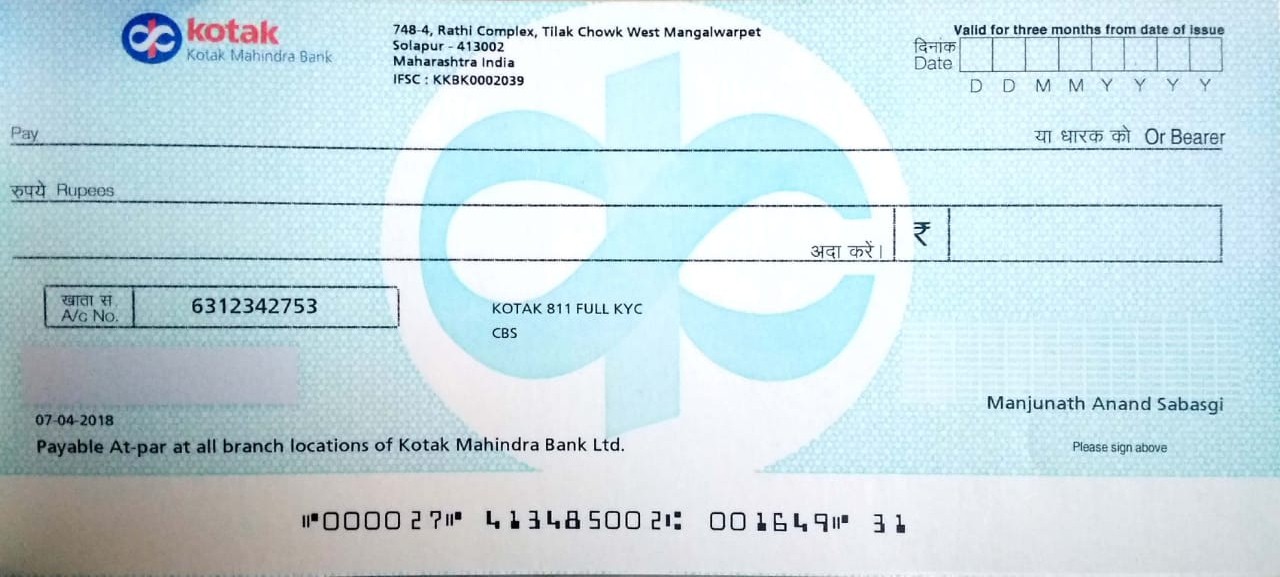 kotak
Kotak Mahindra Bank
748-4, Rathi Complex, Tilak Chowk West Mangalwarpet
Solapur - 413002
Maharashtra India
IFSC : KKBK0002039
Valid for three months from date of issue
दिनांक
Date
D D M M Y Y Y Y
Pay
या धारक को Or Bearer
रुपये Rupees
अदा करें। ₹
खाता स.
A/c No. 6312342753
KOTAK 811 FULL KYC
CBS
07-04-2018
Payable At-par at all branch locations of Kotak Mahindra Bank Ltd.
Manjunath Anand Sabasgi
Please sign above
⑈000027⑈ 413485002⑆ 001649⑈ 31